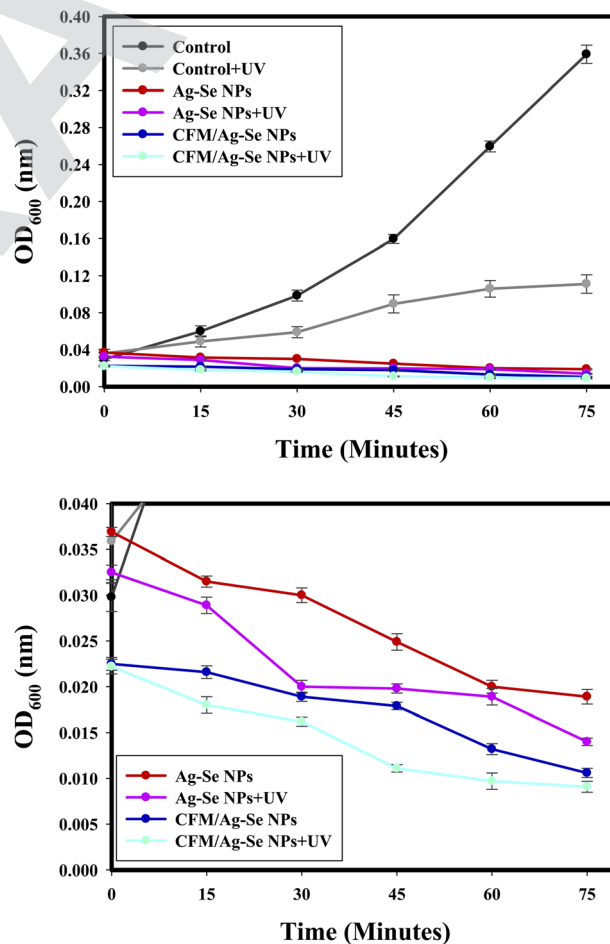 0.40
0.36
0.32
0.28
0.24
0.20
0.16
0.12
0.08
0.04
0.00
OD600 (nm)
Control
Control+UV
Ag-Se NPs
Ag-Se NPs+UV
CFM/Ag-Se NPs
CFM/Ag-Se NPs+UV
0 15 30 45 60 75
Time (Minutes)
0.040
0.035
0.030
0.025
0.020
0.015
0.010
0.005
0.000
OD600 (nm)
Ag-Se NPs
Ag-Se NPs+UV
CFM/Ag-Se NPs
CFM/Ag-Se NPs+UV
0 15 30 45 60 75
Time (Minutes)